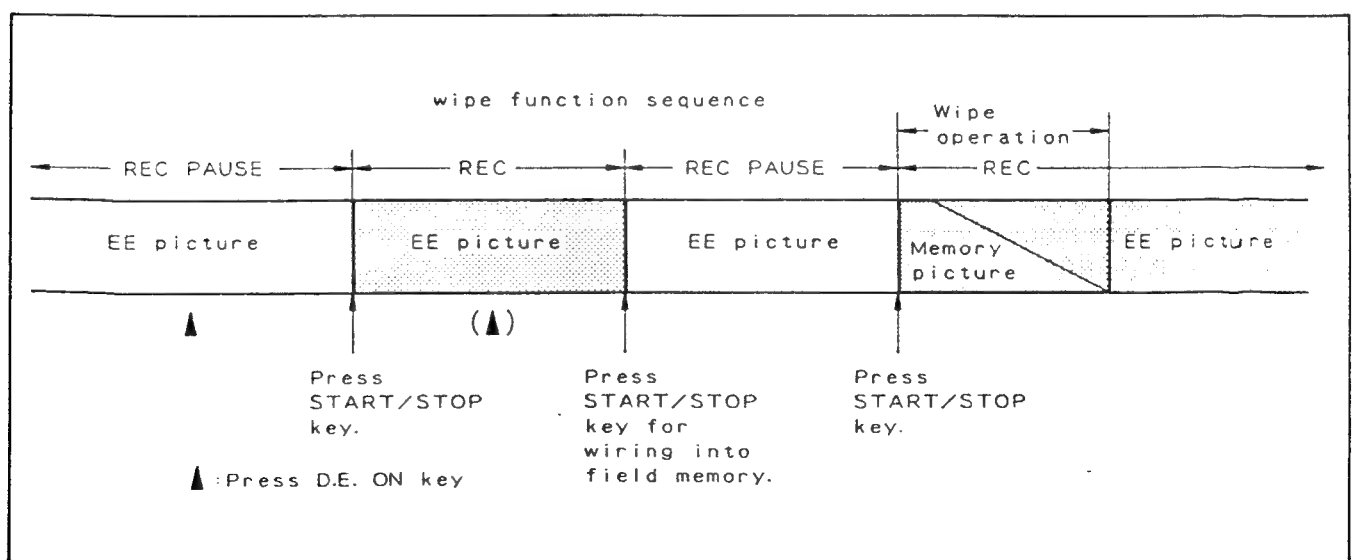 wipe function sequence
Wipe
operation
REC PAUSE
REC
REC PAUSE
REC
EE picture
EE picture
EE picture
Memory
picture
EE picture
(▲)
Press
START/STOP
key.
Press
START/STOP
key for
wiring into
field memory.
Press
START/STOP
key.
▲:Press D.E. ON key